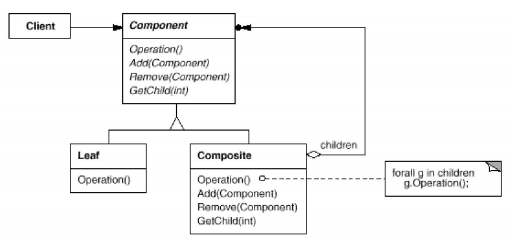 Client
Component
Operation()
Add(Component)
Remove(Component)
GetChild(int)
children
Leaf
Operation()
Composite
Operation()
Add(Component)
Remove(Component)
GetChild(int)
forall g in children
g.Operation();